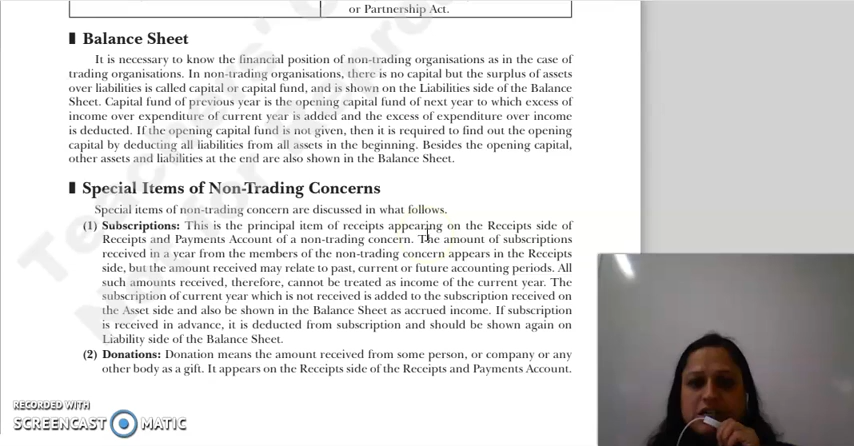 or Partnership Act.
Balance Sheet
It is necessary to know the financial position of non-trading organisations as in the case of
trading organisations. In non-trading organisations, there is no capital but the surplus of assets
over liabilities is called capital or capital fund, and is shown on the Liabilities side of the Balance
Sheet. Capital fund of previous year is the opening capital fund of next year to which excess of
income over expenditure of current year is added and the excess of expenditure over income
is deducted. If the opening capital fund is not given, then it is required to find out the opening
capital by deducting all liabilities from all assets in the beginning. Besides the opening capital,
other assets and liabilities at the end are also shown in the Balance Sheet.
Special Items of Non-Trading Concerns
Special items of non-trading concern are discussed in what follows.
(1) Subscriptions: This is the principal item of receipts appearing on the Receipts side of
Receipts and Payments Account of a non-trading concern. The amount of subscriptions
received in a year from the members of the non-trading concern appears in the Receipts
side, but the amount received may relate to past, current or future accounting periods. All
such amounts received, therefore, cannot be treated as income of the current year. The
subscription of current year which is not received is added to the subscription received on
the Asset side and also be shown in the Balance Sheet as accrued income. If subscription
is received in advance, it is deducted from subscription and should be shown again on
Liability side of the Balance Sheet.
(2) Donations: Donation means the amount received from some person, or company or any
other body as a gift. It appears on the Receipts side of the Receipts and Payments Account.
RECORDED WITH
SCREENCAST MATIC